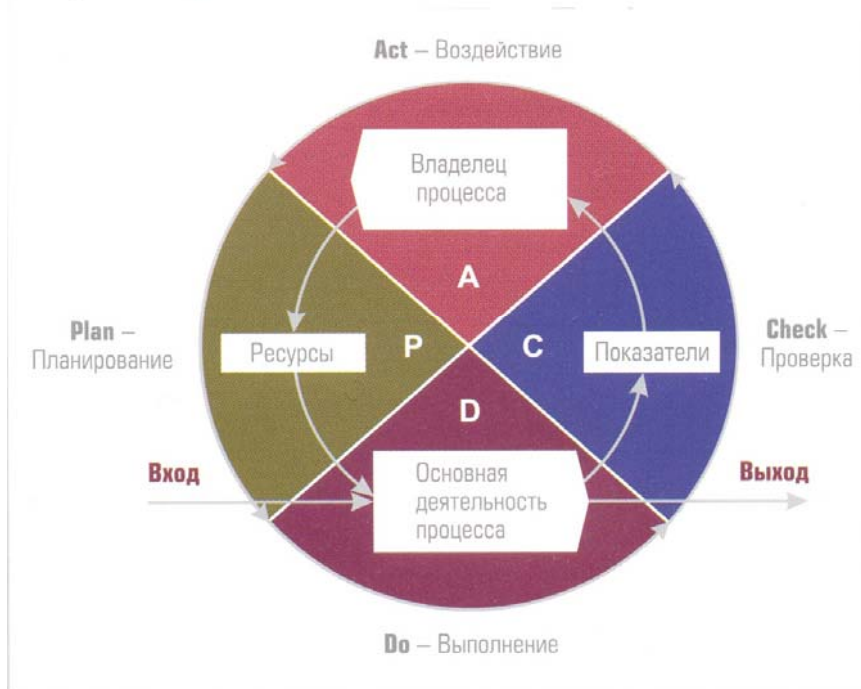 Act – Воздействие
Владелец
процесса
A
Plan –
Планирование
Ресурсы
P
C
Показатели
Check –
Проверка
D
Вход
Основная
деятельность
процесса
Выход
Do – Выполнение